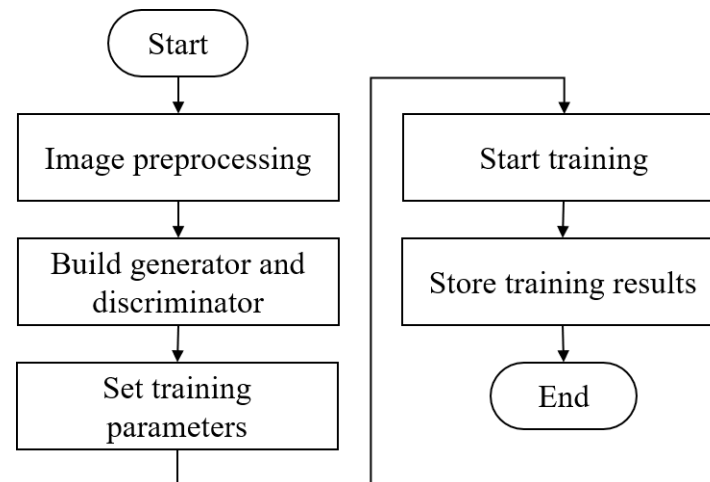 Start
Image preprocessing
Build generator and
discriminator
Set training
parameters
Start training
Store training results
End